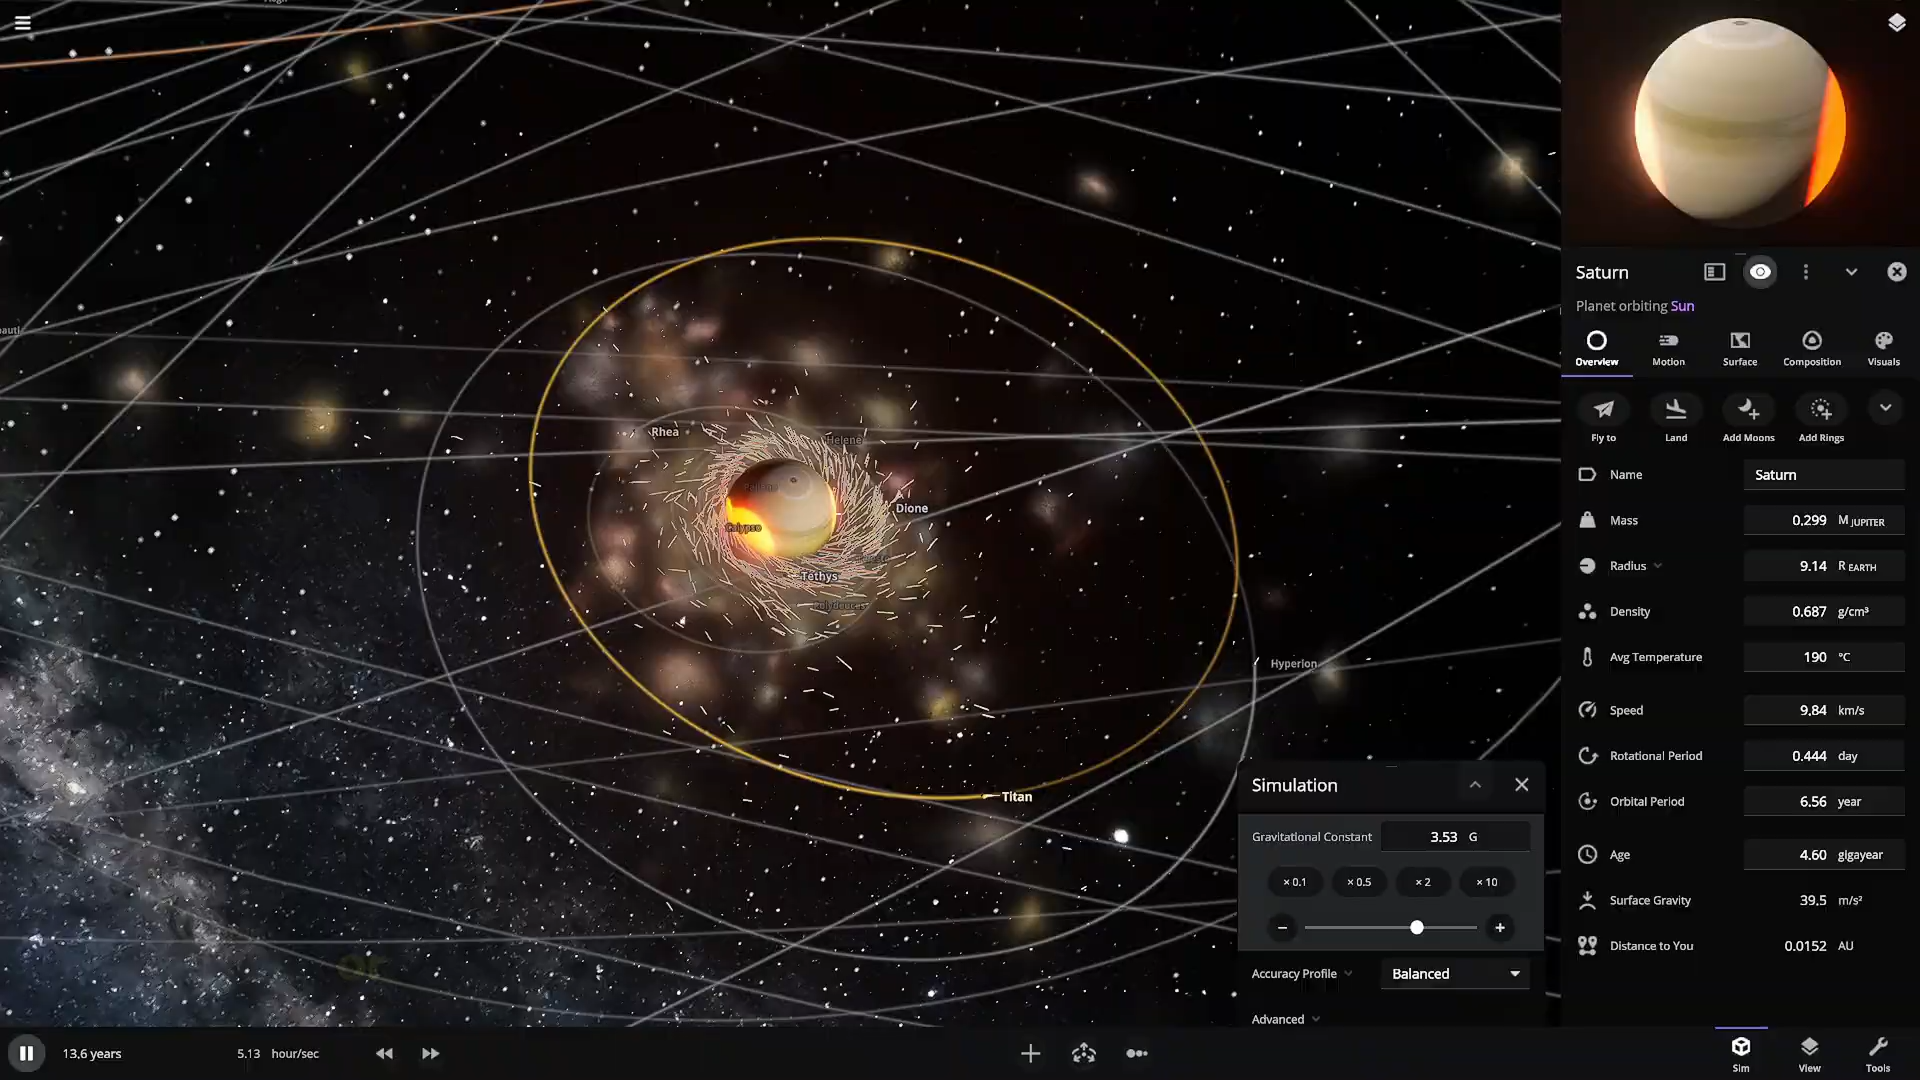 Rhea
Helene
Dione
Calypso
Tethys
Polydeuces
Hyperion
Titan
Saturn
Planet orbiting Sun
Overview
Motion
Surface
Composition
Visuals
Fly to
Land
Add Moons
Add Rings
Name Saturn
Mass 0.299 M JUPITER
Radius 9.14 R EARTH
Density 0.687 g/cm³
Avg Temperature 190 °C
Speed 9.84 km/s
Rotational Period 0.444 day
Orbital Period 6.56 year
Age 4.60 gigayear
Surface Gravity 39.5 m/s²
Distance to You 0.0152 AU
Simulation
Gravitational Constant 3.53 G
× 0.1 × 0.5 × 2 × 10
Accuracy Profile Balanced
Advanced
or
13.6 years
5.13 hour/sec
Sim
View
Tools